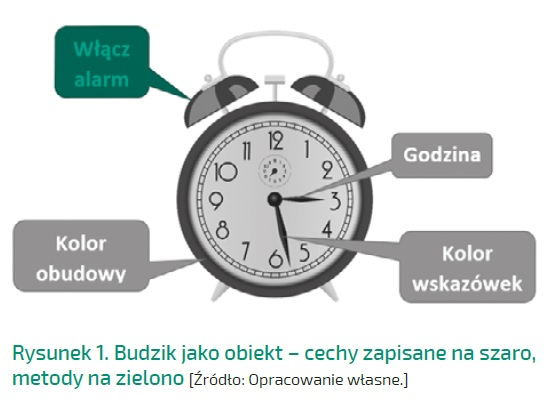 Włącz
alarm
Godzina
Kolor
obudowy
Kolor
wskazówek
12
1
2
3
4
5
6
7
8
9
10
11
Rysunek 1. Budzik jako obiekt – cechy zapisane na szaro,
metody na zielono [Źródło: Opracowanie własne.]